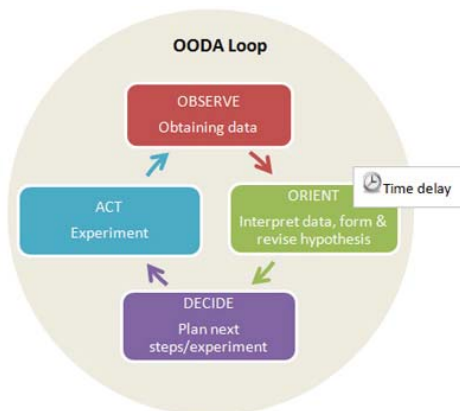 OODA Loop
OBSERVE
Obtaining data
Time delay
ORIENT
Interpret data, form &
revise hypothesis
ACT
Experiment
DECIDE
Plan next
steps/experiment